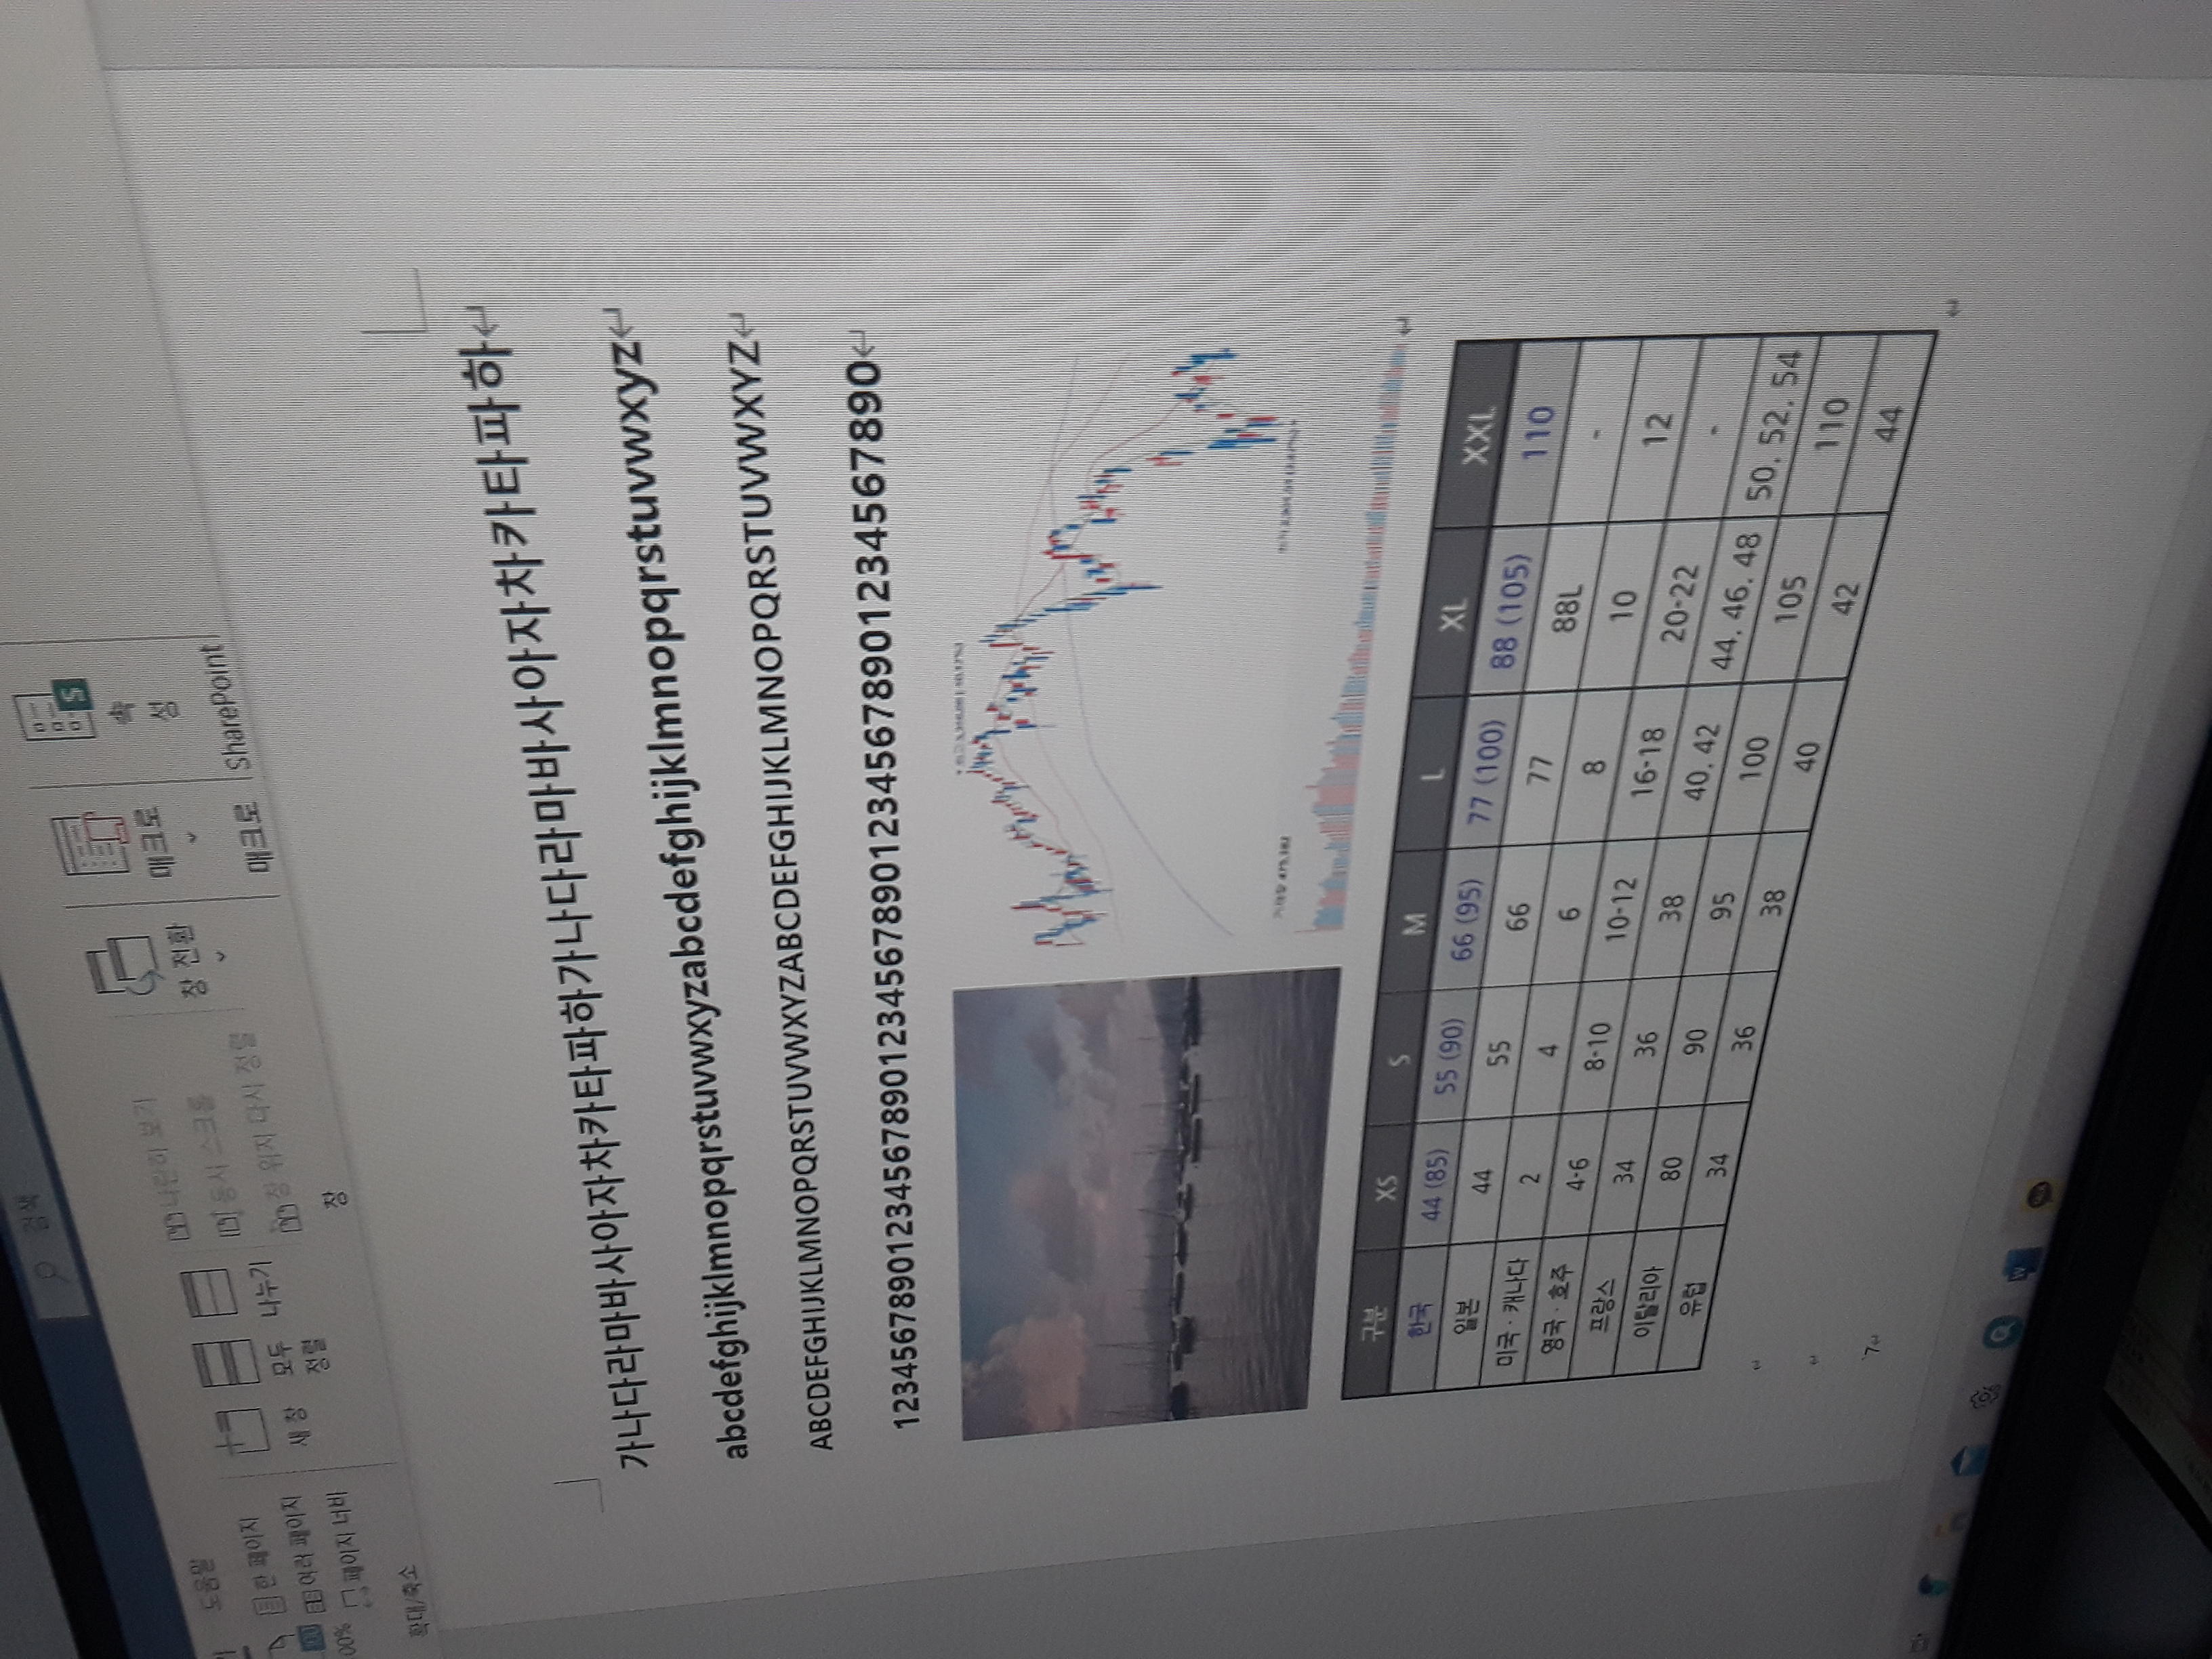 검색
도움말
한 페이지
여러 페이지
페이지 너비
00%
확대/축소
새 창
모두 정렬
나누기
나란히 보기
동시 스크롤
창 위치 다시 정렬
창
창 전환
매크로
매크로
속성
SharePoint
가나다라마바사아자차카타파하가나다라마바사아자차카타파하
abcdefghijklmnopqrstuvwxyzabcdefghijklmnopqrstuvwxyz
ABCDEFGHIJKLMNOPQRSTUVWXYZABCDEFGHIJKLMNOPQRSTUVWXYZ
12345678901234567890123456789012345678901234567890
거래량 475,382
구분 XS S M L XL XXL
한국 44 (85) 55 (90) 66 (95) 77 (100) 88 (105) 110
일본 44 55 66 77 88L -
미국 · 캐나다 2 4 6 8 10 12
영국 · 호주 4-6 8-10 10-12 16-18 20-22 -
프랑스 34 36 38 40, 42 44, 46, 48 50, 52, 54
이탈리아 80 90 95 100 105 110
유럽 34 36 38 40 42 44
`7